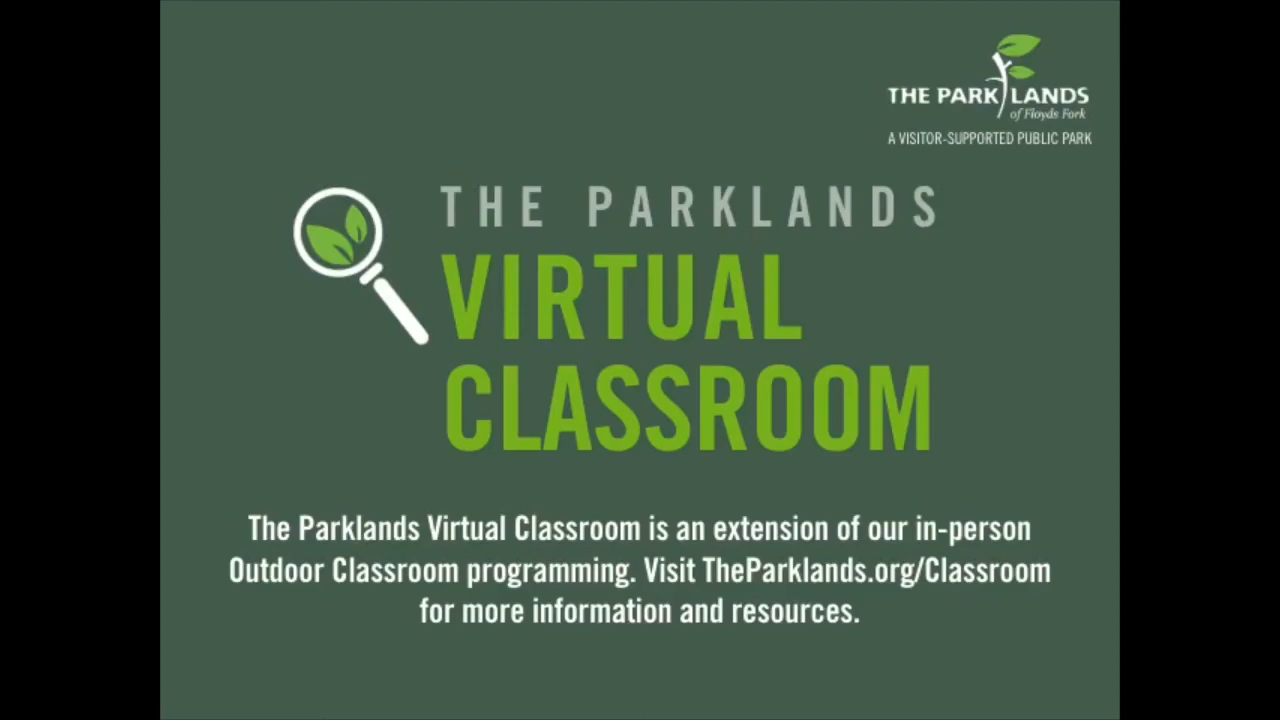 THE PARKLANDS
of Floyds Fork
A VISITOR-SUPPORTED PUBLIC PARK
THE PARKLANDS
VIRTUAL
CLASSROOM
The Parklands Virtual Classroom is an extension of our in-person
Outdoor Classroom programming. Visit TheParklands.org/Classroom
for more information and resources.